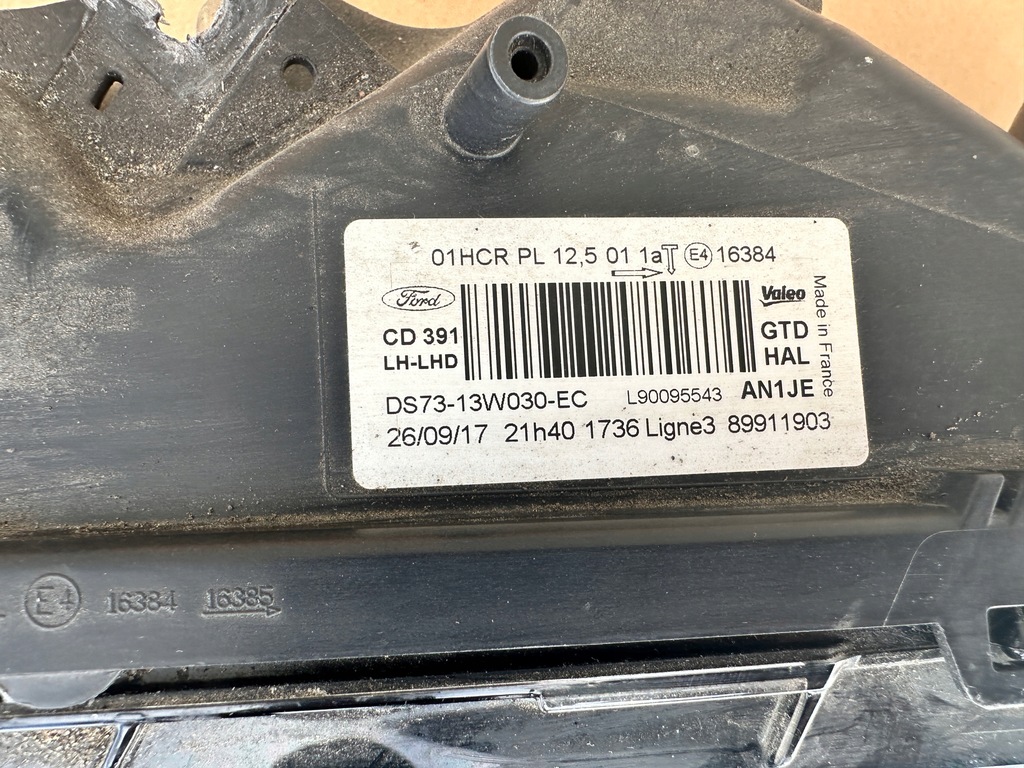 01HCR PL 12,5 01 1a E4 16384
Ford
Valeo
Made in France
CD 391
GTD
LH-LHD
HAL
DS73-13W030-EC L90095543 AN1JE
26/09/17 21h40 1736 Ligne3 89911903
E4 16384 16385